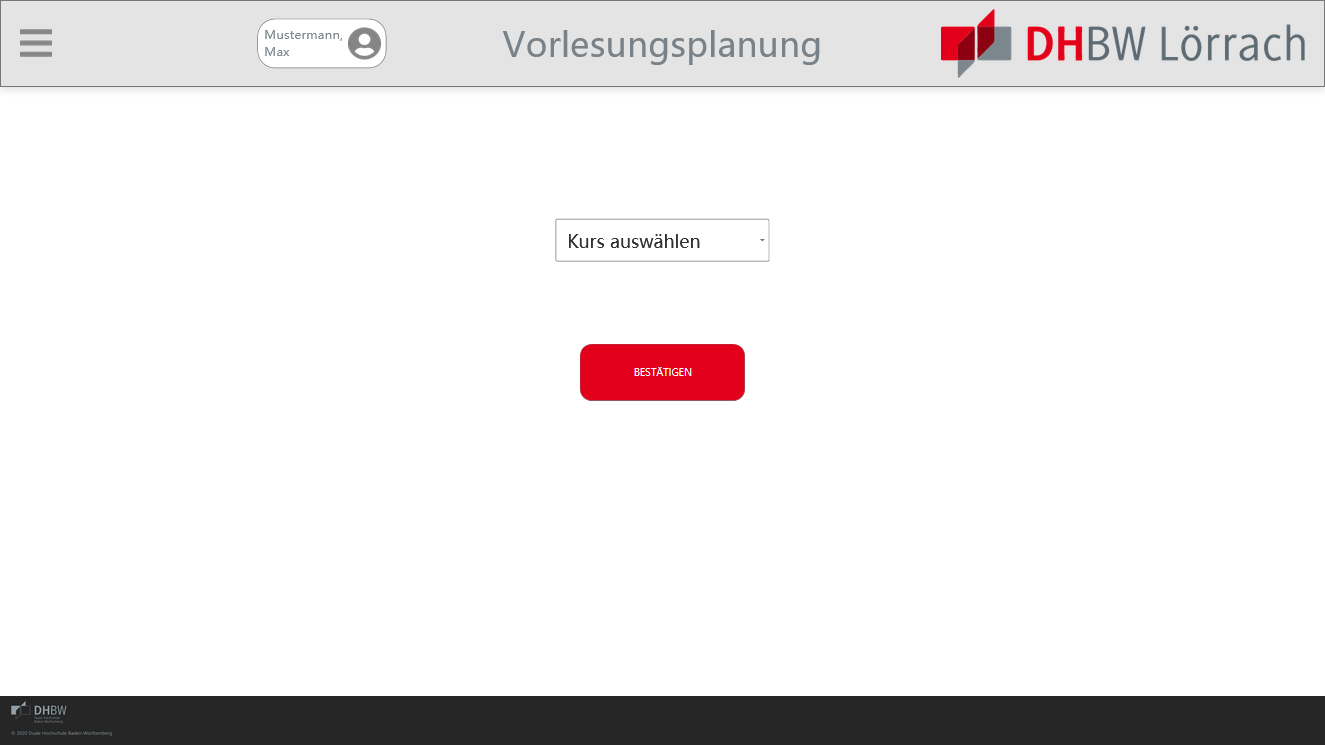 Mustermann,
Max
Vorlesungsplanung
DHBW Lörrach
Kurs auswählen
BESTÄTIGEN
DHBW
Duale Hochschule
Baden-Württemberg
© 2020 Duale Hochschule Baden-Württemberg